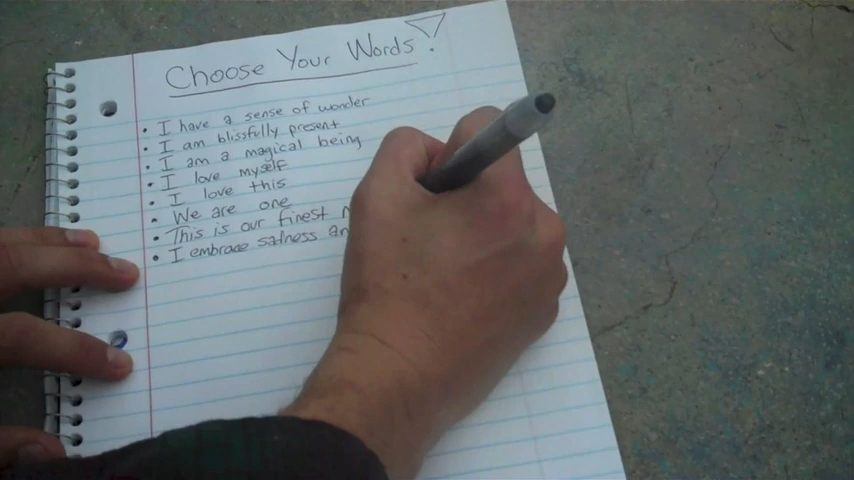 Choose Your Words!
• I have a sense of wonder
• I am blissfully present
• I am a magical being
• I love myself
• I love this
• We are one
• This is our finest
• I embrace sadness